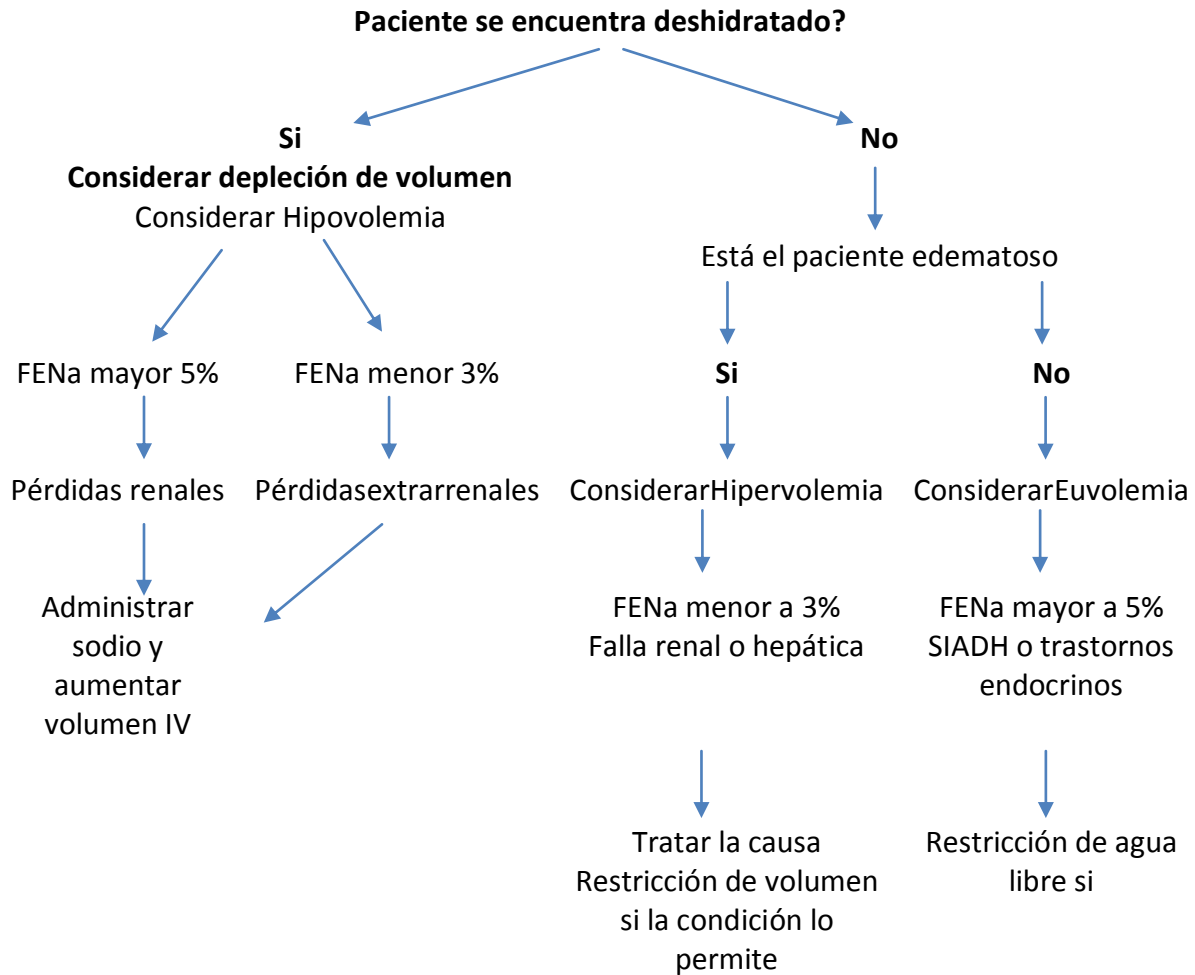 Paciente se encuentra deshidratado?
Si
Considerar depleción de volumen
Considerar Hipovolemia
No
Está el paciente edematoso
FENa mayor 5%
FENa menor 3%
Si
No
Pérdidas renales
Pérdidasextrarrenales
ConsiderarHipervolemia
ConsiderarEuvolemia
Administrar
sodio y
aumentar
volumen IV
FENa menor a 3%
Falla renal o hepática
FENa mayor a 5%
SIADH o trastornos
endocrinos
Tratar la causa
Restricción de volumen
si la condición lo
permite
Restricción de agua
libre si